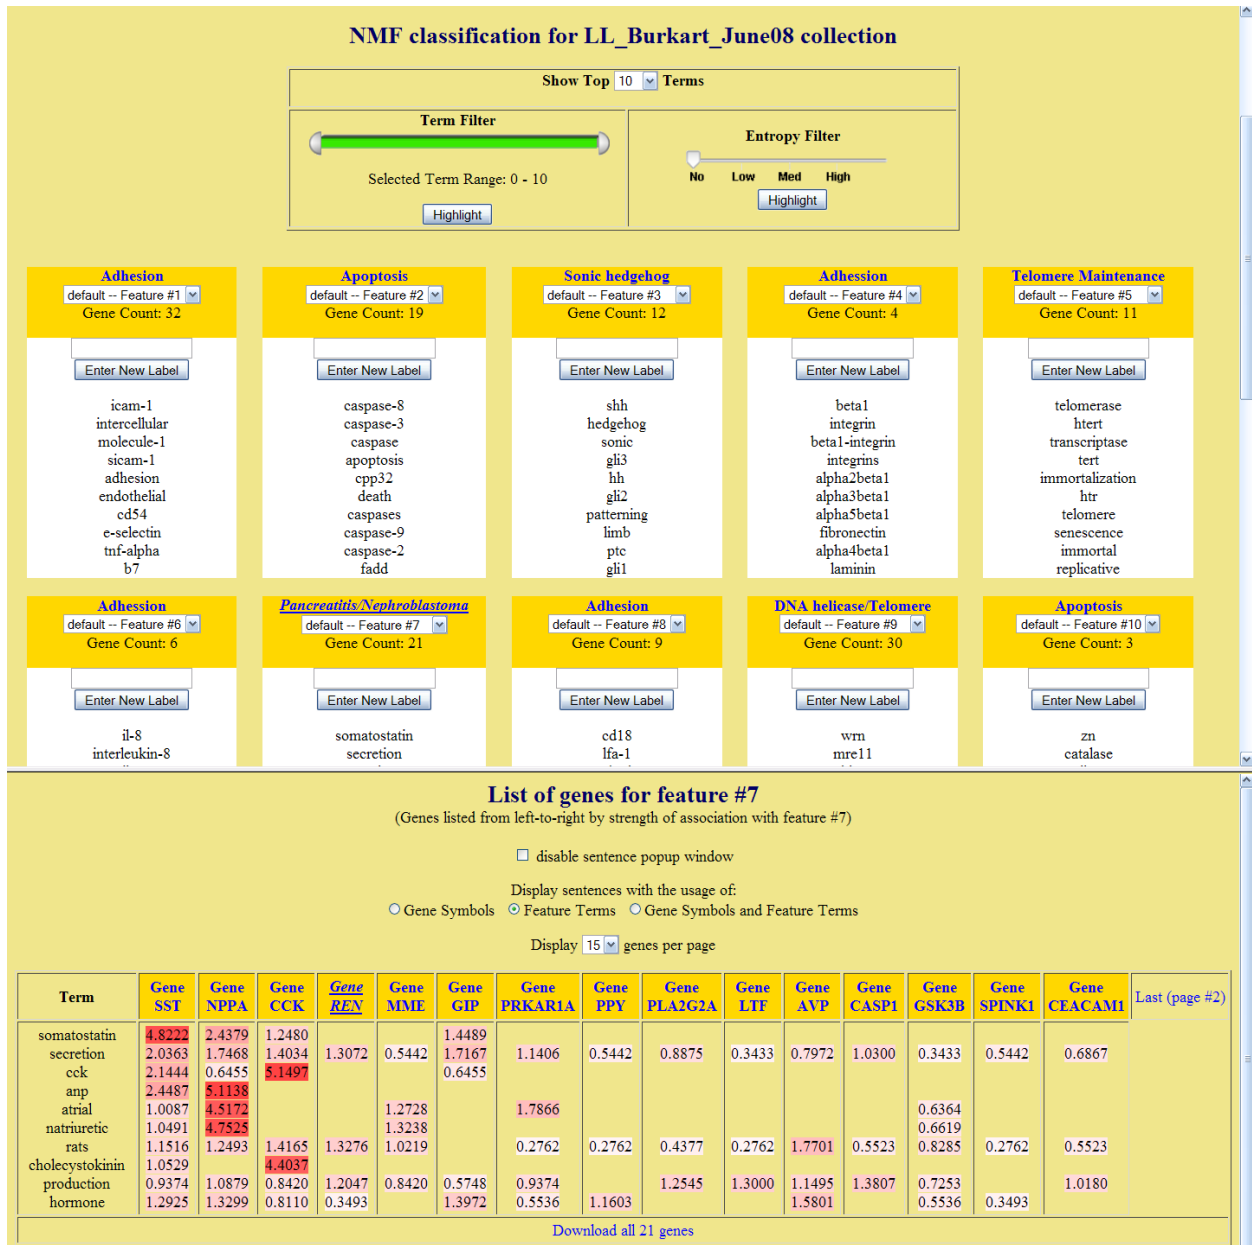 NMF classification for LL_Burkart_June08 collection
Show Top 10 Terms
Term Filter
Selected Term Range: 0 - 10
Highlight
Entropy Filter
No Low Med High
Highlight
Adhesion
default -- Feature #1
Gene Count: 32
Enter New Label
icam-1
intercellular
molecule-1
sicam-1
adhesion
endothelial
cd54
e-selectin
tnf-alpha
b7
Apoptosis
default -- Feature #2
Gene Count: 19
Enter New Label
caspase-8
caspase-3
caspase
apoptosis
cpp32
death
caspases
caspase-9
caspase-2
fadd
Sonic hedgehog
default -- Feature #3
Gene Count: 12
Enter New Label
shh
hedgehog
sonic
gli3
hh
gli2
patterning
limb
ptc
gli1
Adhession
default -- Feature #4
Gene Count: 4
Enter New Label
beta1
integrin
beta1-integrin
integrins
alpha2beta1
alpha3beta1
alpha5beta1
fibronectin
alpha4beta1
laminin
Telomere Maintenance
default -- Feature #5
Gene Count: 11
Enter New Label
telomerase
htert
transcriptase
tert
immortalization
htr
telomere
senescence
immortal
replicative
Adhession
default -- Feature #6
Gene Count: 6
Enter New Label
il-8
interleukin-8
Pancreatitis/Nephroblastoma
default -- Feature #7
Gene Count: 21
Enter New Label
somatostatin
secretion
Adhesion
default -- Feature #8
Gene Count: 9
Enter New Label
cd18
lfa-1
DNA helicase/Telomere
default -- Feature #9
Gene Count: 30
Enter New Label
wrn
mre11
Apoptosis
default -- Feature #10
Gene Count: 3
Enter New Label
zn
catalase
List of genes for feature #7
(Genes listed from left-to-right by strength of association with feature #7)
disable sentence popup window
Display sentences with the usage of:
Gene Symbols Feature Terms Gene Symbols and Feature Terms
Display 15 genes per page
Term Gene SST Gene NPPA Gene CCK Gene REN Gene MME Gene GIP Gene PRKAR1A Gene PPY Gene PLA2G2A Gene LTF Gene AVP Gene CASP1 Gene GSK3B Gene SPINK1 Gene CEACAM1 Last (page #2)
somatostatin 4.8222 2.4379 1.2480 1.4489
secretion 2.0363 1.7468 1.4034 1.3072 0.5442 1.7167 1.1406 0.5442 0.8875 0.3433 0.7972 1.0300 0.3433 0.5442 0.6867
cck 2.1444 0.6455 5.1497 0.6455
anp 2.4487 5.1138
atrial 1.0087 4.5172 1.2728 1.7866 0.6364
natriuretic 1.0491 4.7525 1.3238 0.6619
rats 1.1516 1.2493 1.4165 1.3276 1.0219 0.2762 0.2762 0.4377 0.2762 1.7701 0.5523 0.8285 0.2762 0.5523
cholecystokinin 1.0529 4.4037
production 0.9374 1.0879 0.8420 1.2047 0.8420 0.5748 0.9374 1.2545 1.3000 1.1495 1.3807 0.7253 1.0180
hormone 1.2925 1.3299 0.8110 0.3493 1.3972 0.5536 1.1603 1.5801 0.5536 0.3493
Download all 21 genes